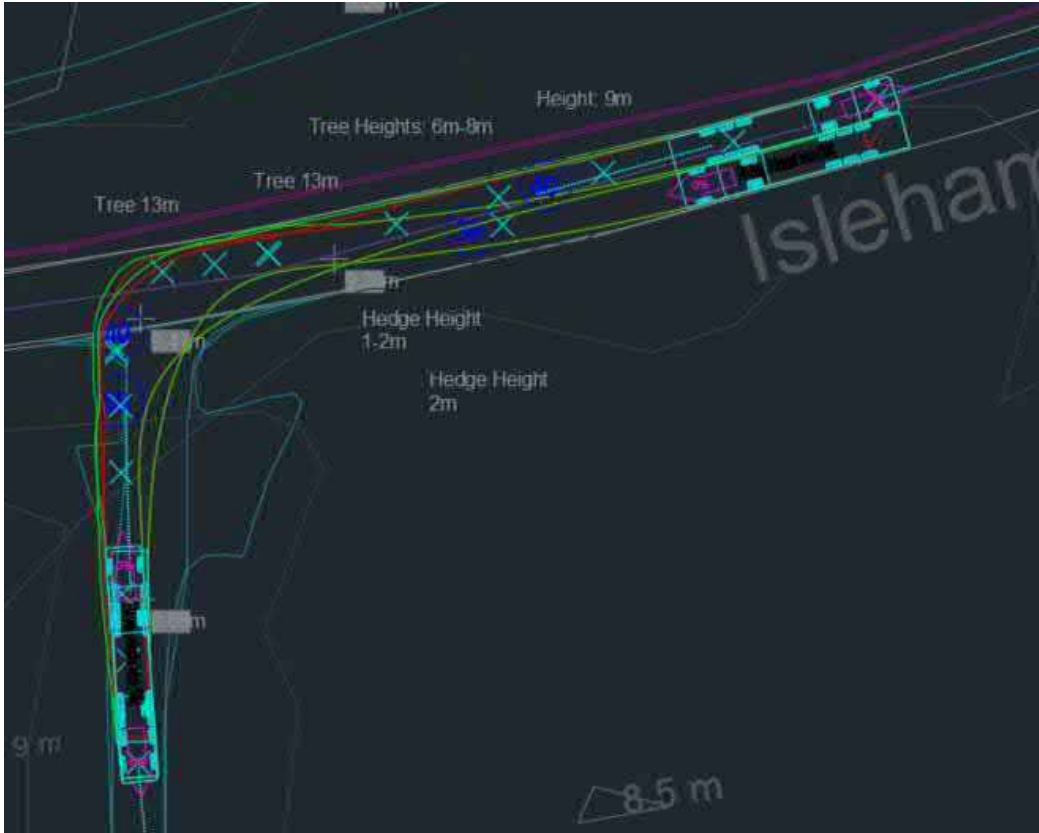 Height: 9m
Tree Heights: 6m-8m
Tree 13m
Tree 13m
Isleham
m
Hedge Height
1-2m
m
Hedge Height
2m
m
9 m
8.5 m